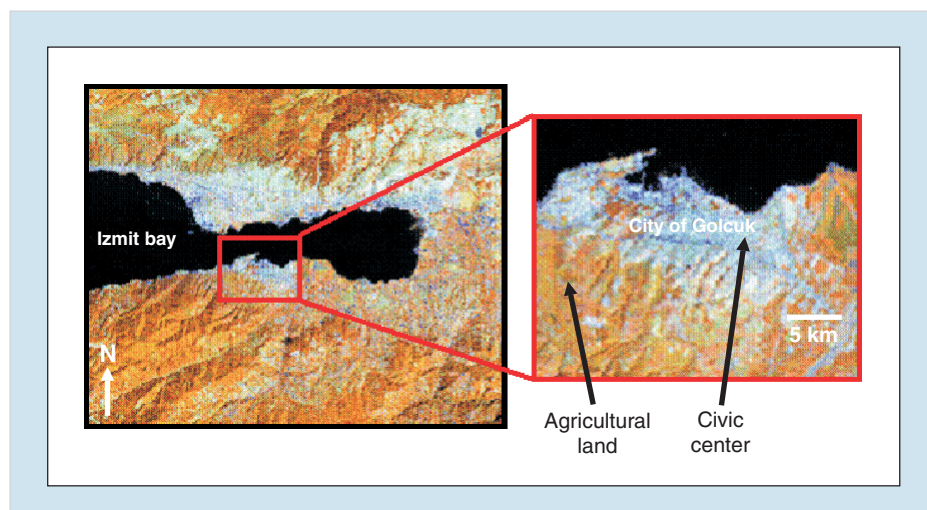 Izmit bay
N
City of Golcuk
5 km
Agricultural
land
Civic
center